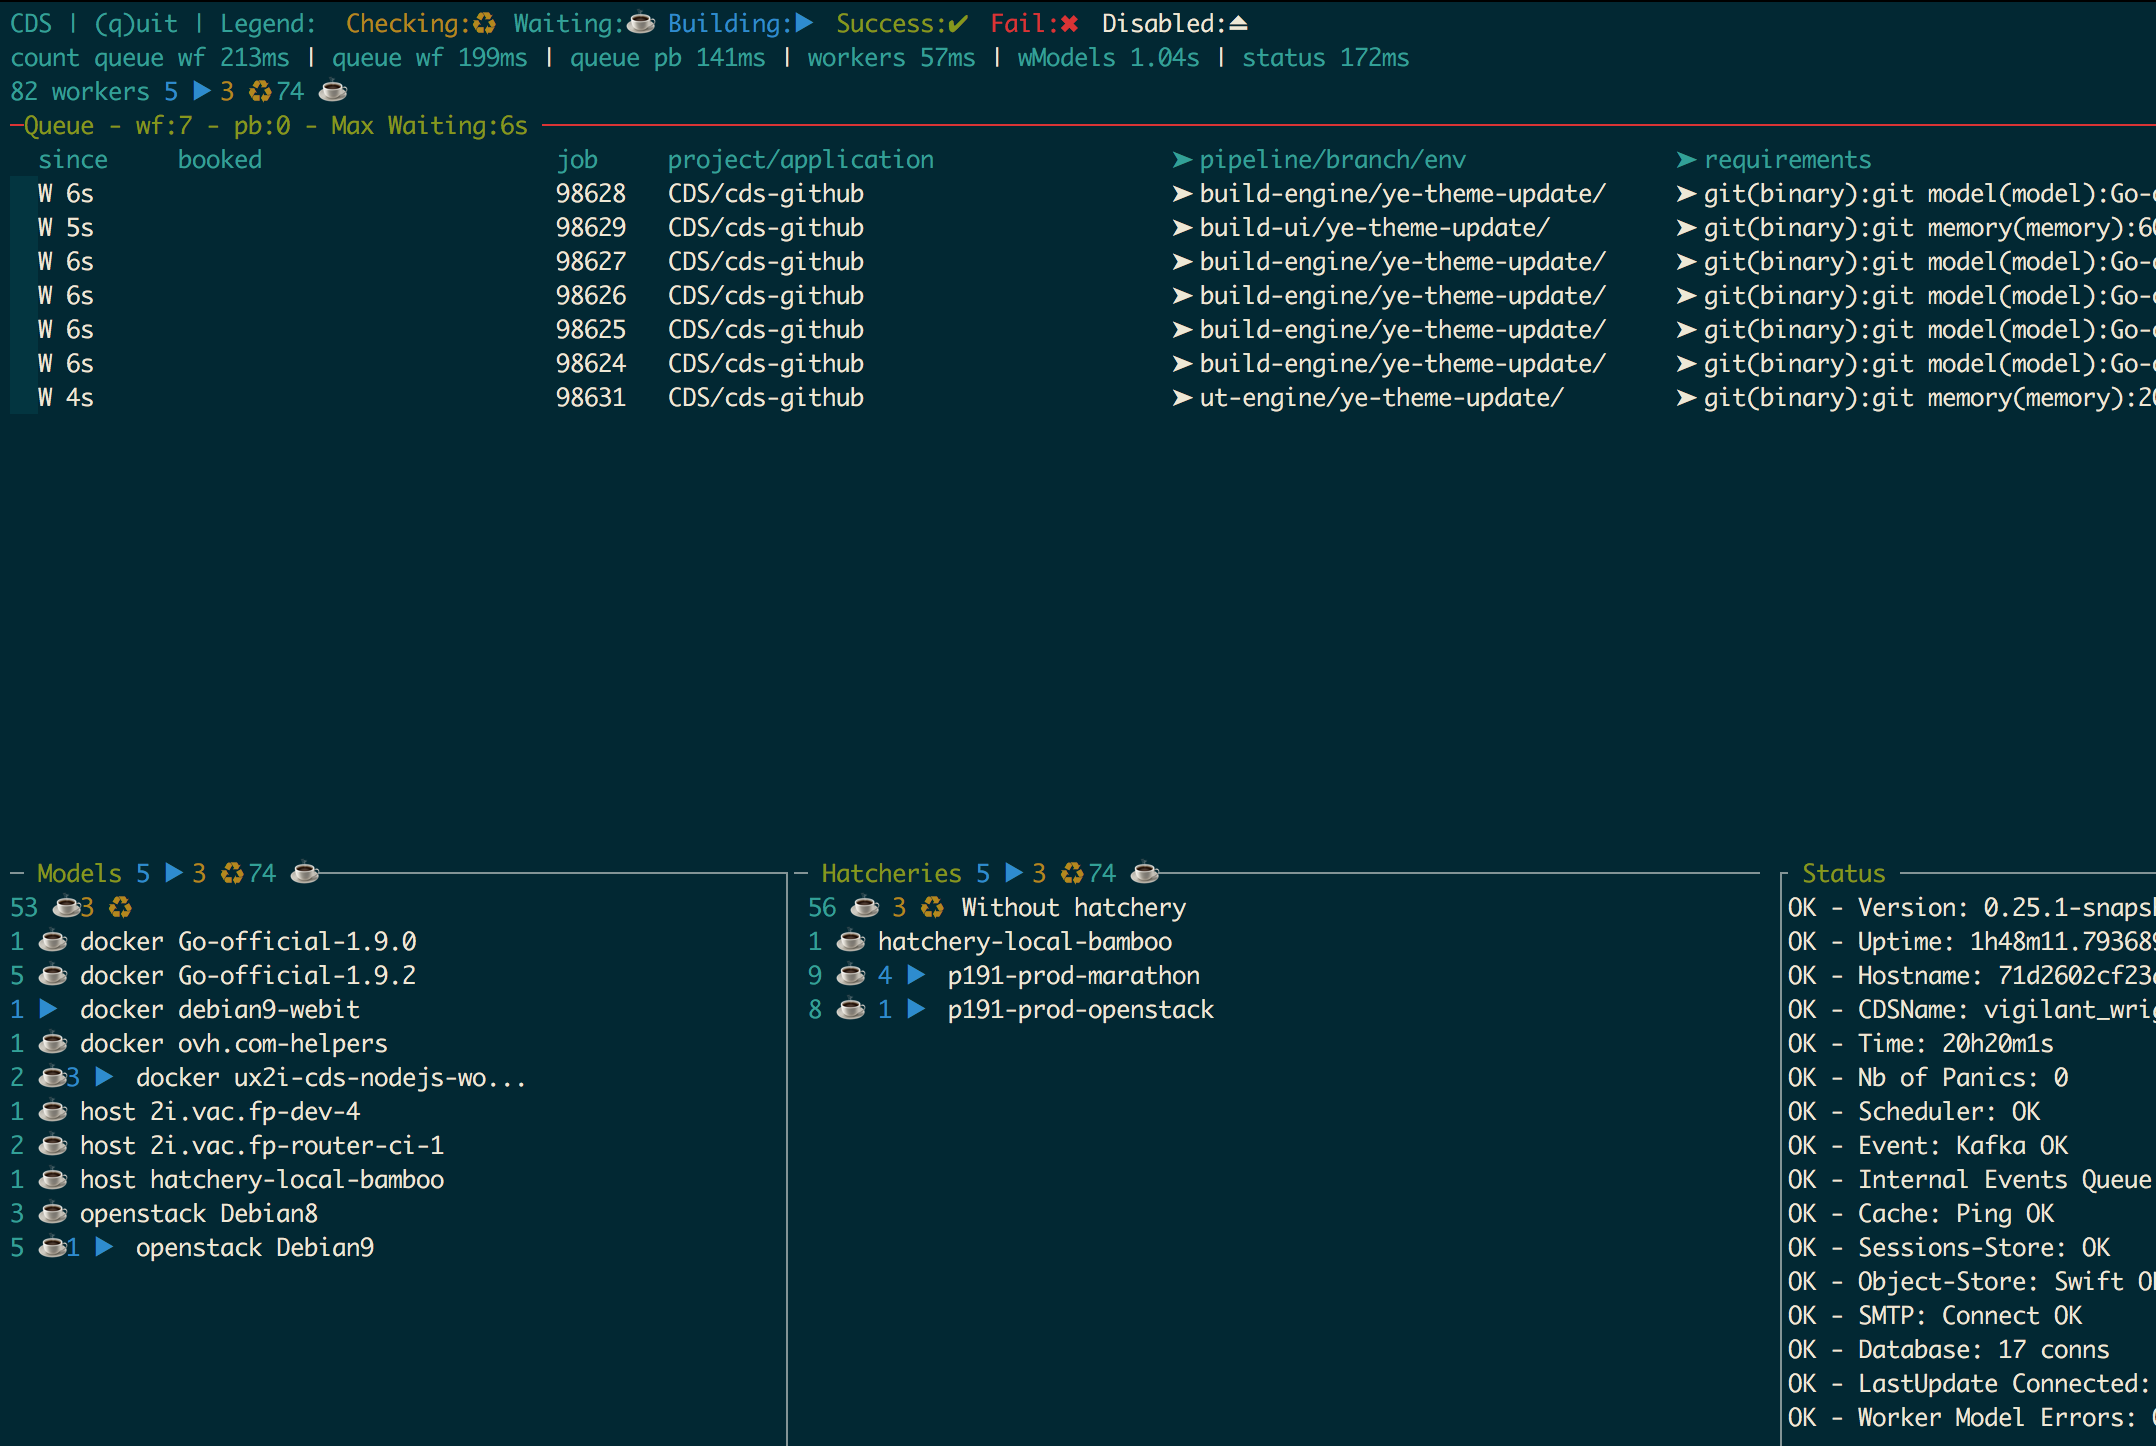 CDS | (q)uit | Legend: Checking:♻ Waiting:☕ Building:▶ Success:✔ Fail:✖ Disabled:⏏
count queue wf 213ms | queue wf 199ms | queue pb 141ms | workers 57ms | wModels 1.04s | status 172ms
82 workers 5 ▶ 3 ♻ 74 ☕
Queue - wf:7 - pb:0 - Max Waiting:6s
since booked job project/application ➤ pipeline/branch/env ➤ requirements
W 6s 98628 CDS/cds-github ➤ build-engine/ye-theme-update/ ➤ git(binary):git model(model):Go-
W 5s 98629 CDS/cds-github ➤ build-ui/ye-theme-update/ ➤ git(binary):git memory(memory):6
W 6s 98627 CDS/cds-github ➤ build-engine/ye-theme-update/ ➤ git(binary):git model(model):Go-
W 6s 98626 CDS/cds-github ➤ build-engine/ye-theme-update/ ➤ git(binary):git model(model):Go-
W 6s 98625 CDS/cds-github ➤ build-engine/ye-theme-update/ ➤ git(binary):git model(model):Go-
W 6s 98624 CDS/cds-github ➤ build-engine/ye-theme-update/ ➤ git(binary):git model(model):Go-
W 4s 98631 CDS/cds-github ➤ ut-engine/ye-theme-update/ ➤ git(binary):git memory(memory):2
Models 5 ▶ 3 ♻ 74 ☕
53 ☕ 3 ♻
1 ☕ docker Go-official-1.9.0
5 ☕ docker Go-official-1.9.2
1 ▶ docker debian9-webit
1 ☕ docker ovh.com-helpers
2 ☕ 3 ▶ docker ux2i-cds-nodejs-wo...
1 ☕ host 2i.vac.fp-dev-4
2 ☕ host 2i.vac.fp-router-ci-1
1 ☕ host hatchery-local-bamboo
3 ☕ openstack Debian8
5 ☕ 1 ▶ openstack Debian9
Hatcheries 5 ▶ 3 ♻ 74 ☕
56 ☕ 3 ♻ Without hatchery
1 ☕ hatchery-local-bamboo
9 ☕ 4 ▶ p191-prod-marathon
8 ☕ 1 ▶ p191-prod-openstack
Status
OK - Version: 0.25.1-snaps
OK - Uptime: 1h48m11.79368
OK - Hostname: 71d2602cf23
OK - CDSName: vigilant_wri
OK - Time: 20h20m1s
OK - Nb of Panics: 0
OK - Scheduler: OK
OK - Event: Kafka OK
OK - Internal Events Queue
OK - Cache: Ping OK
OK - Sessions-Store: OK
OK - Object-Store: Swift O
OK - SMTP: Connect OK
OK - Database: 17 conns
OK - LastUpdate Connected:
OK - Worker Model Errors: